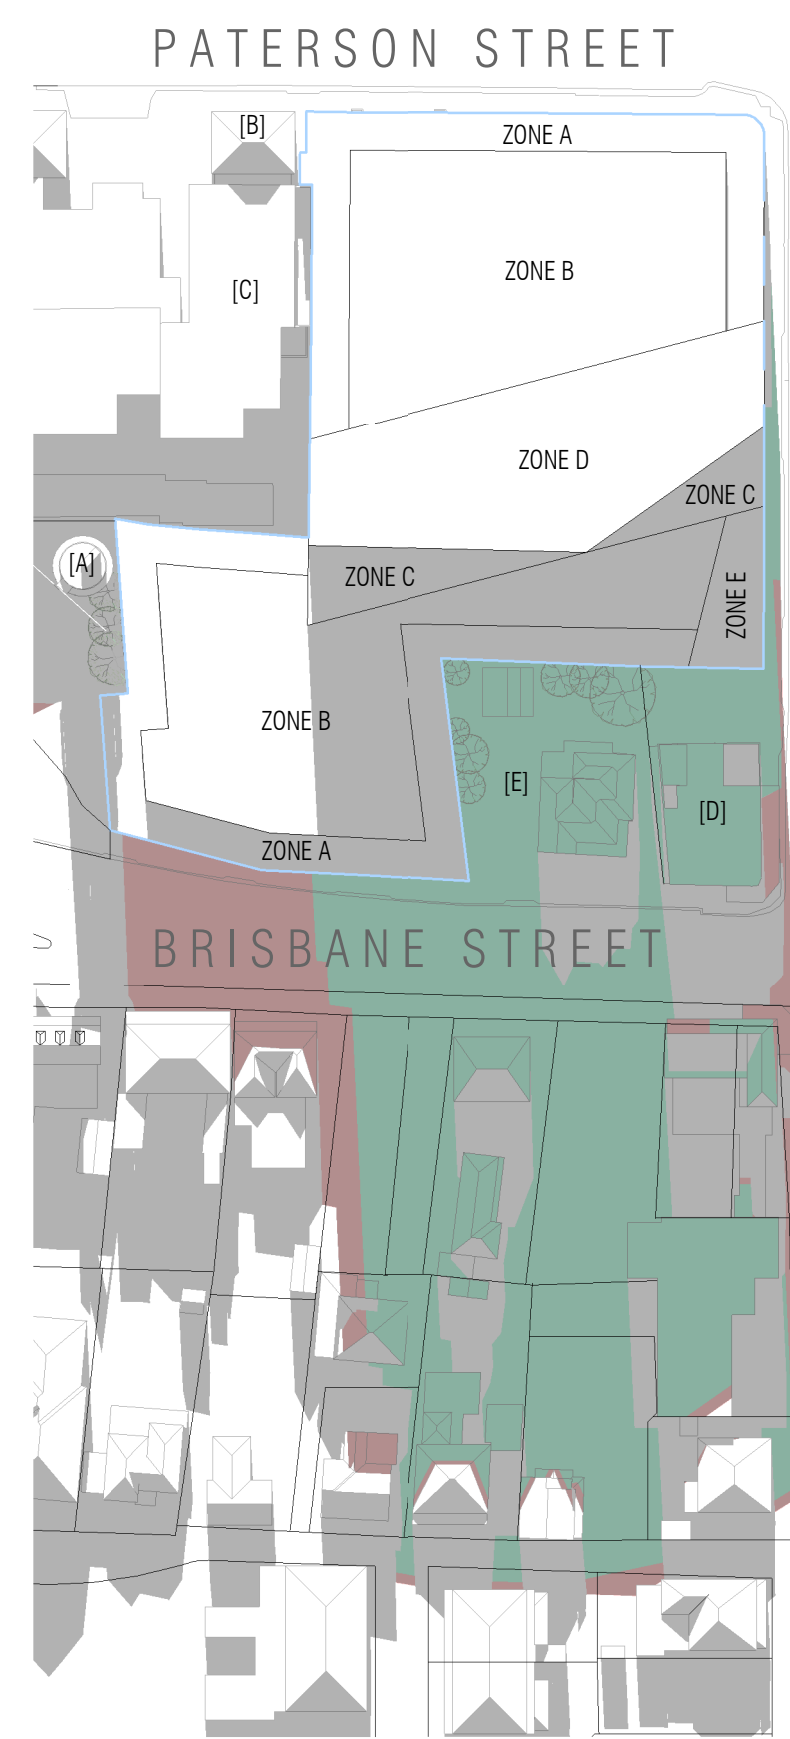 PATERSON STREET
[B]
ZONE A
ZONE B
[C]
ZONE D
ZONE C
[A]
ZONE C
ZONE E
ZONE B
[E]
[D]
ZONE A
BRISBANE STREET